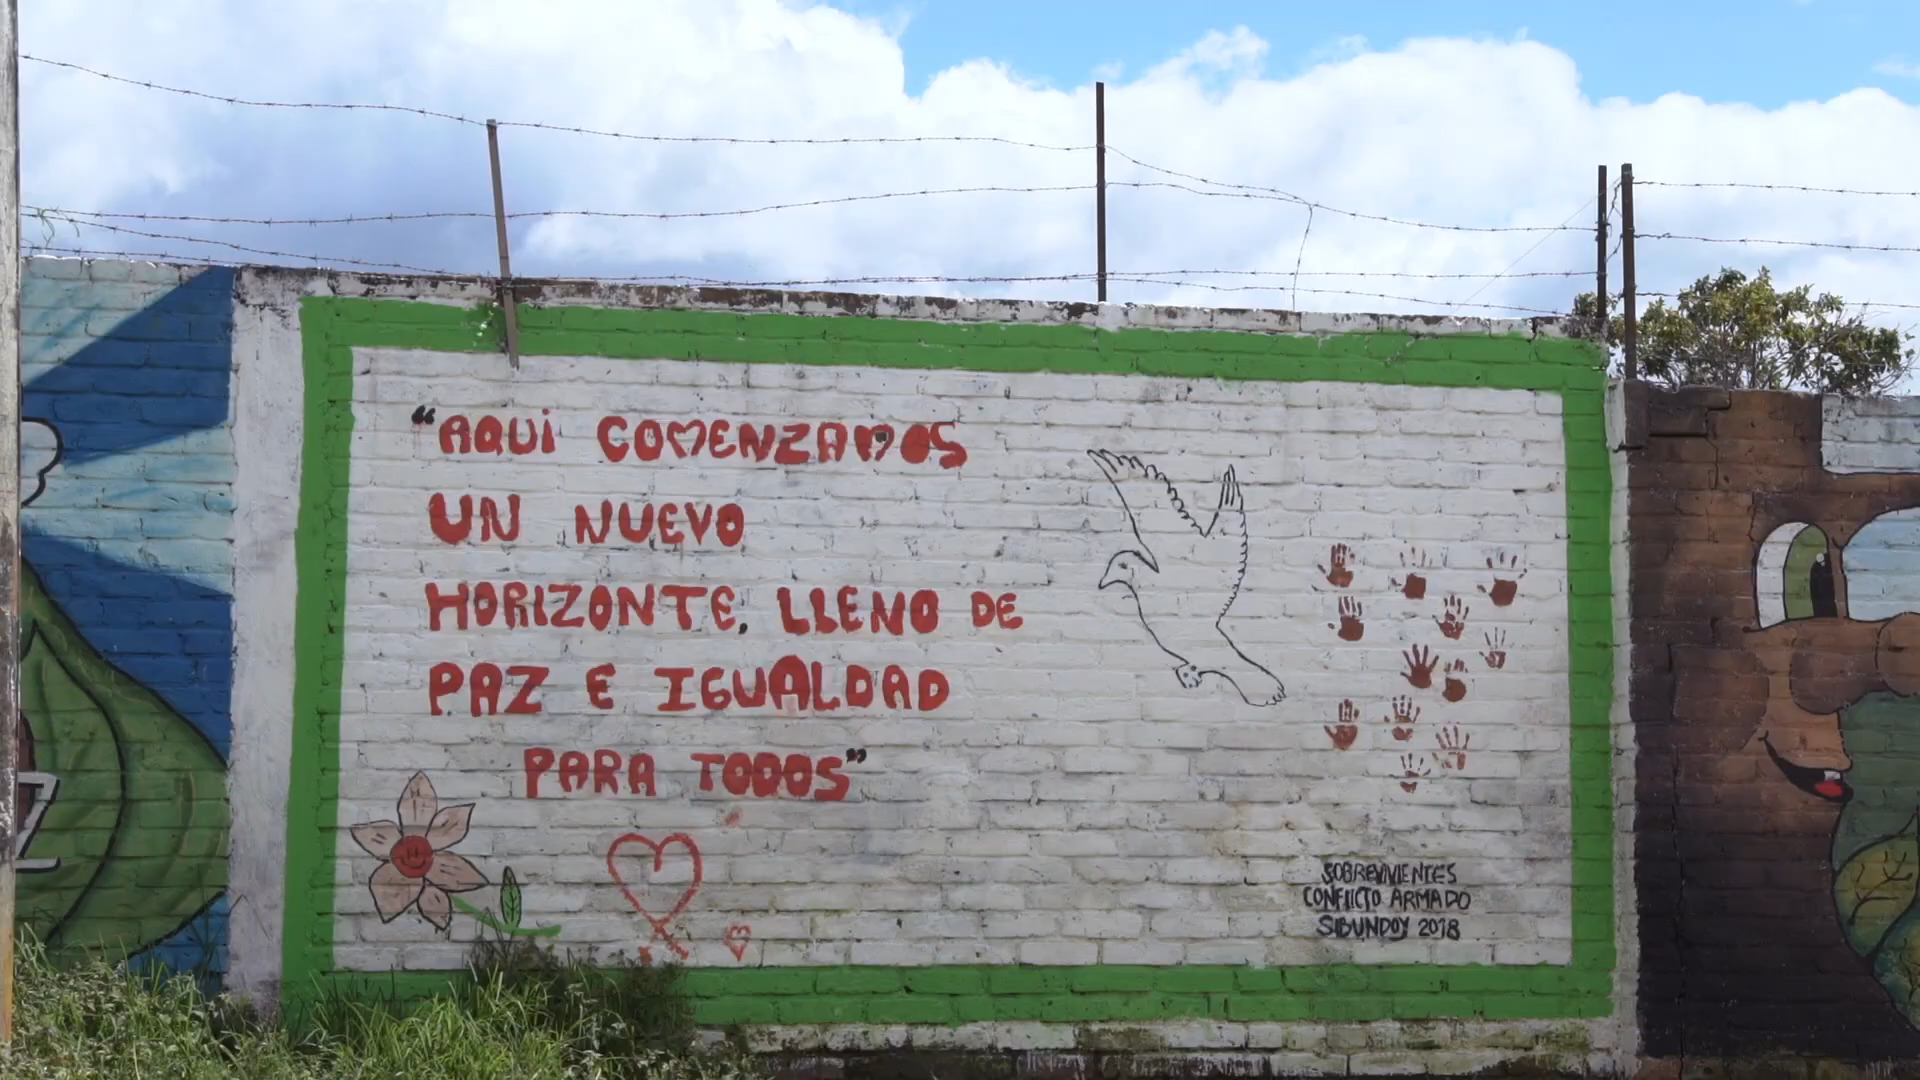 “AQUi COMENZAMOS
UN NUEVO
HORIZONTE, LLENO DE
PAZ E IGUALDAD
PARA TODOS”
SOBREVIVIENTES
CONFLICTO ARMADO
SIBUNDOY 2018